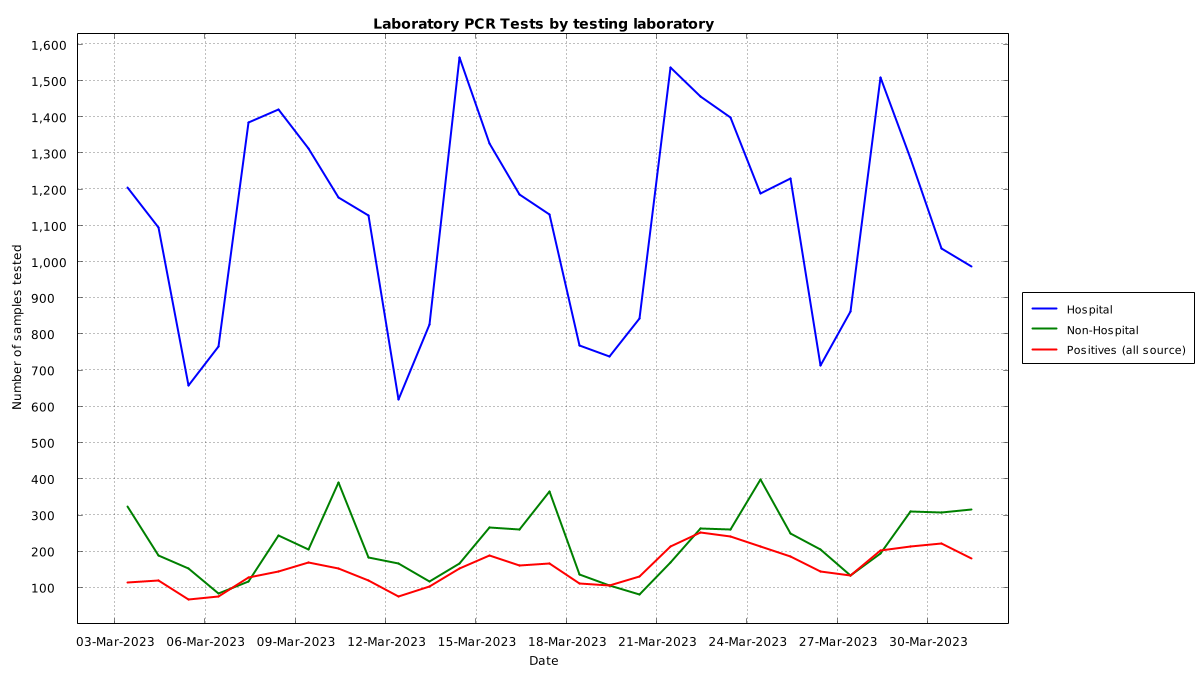 Laboratory PCR Tests by testing laboratory
1,600
1,500
1,400
1,300
1,200
1,100
1,000
900
800
700
600
500
400
300
200
100
Number of samples tested
03-Mar-2023 06-Mar-2023 09-Mar-2023 12-Mar-2023 15-Mar-2023 18-Mar-2023 21-Mar-2023 24-Mar-2023 27-Mar-2023 30-Mar-2023
Date
Hospital
Non-Hospital
Positives (all source)